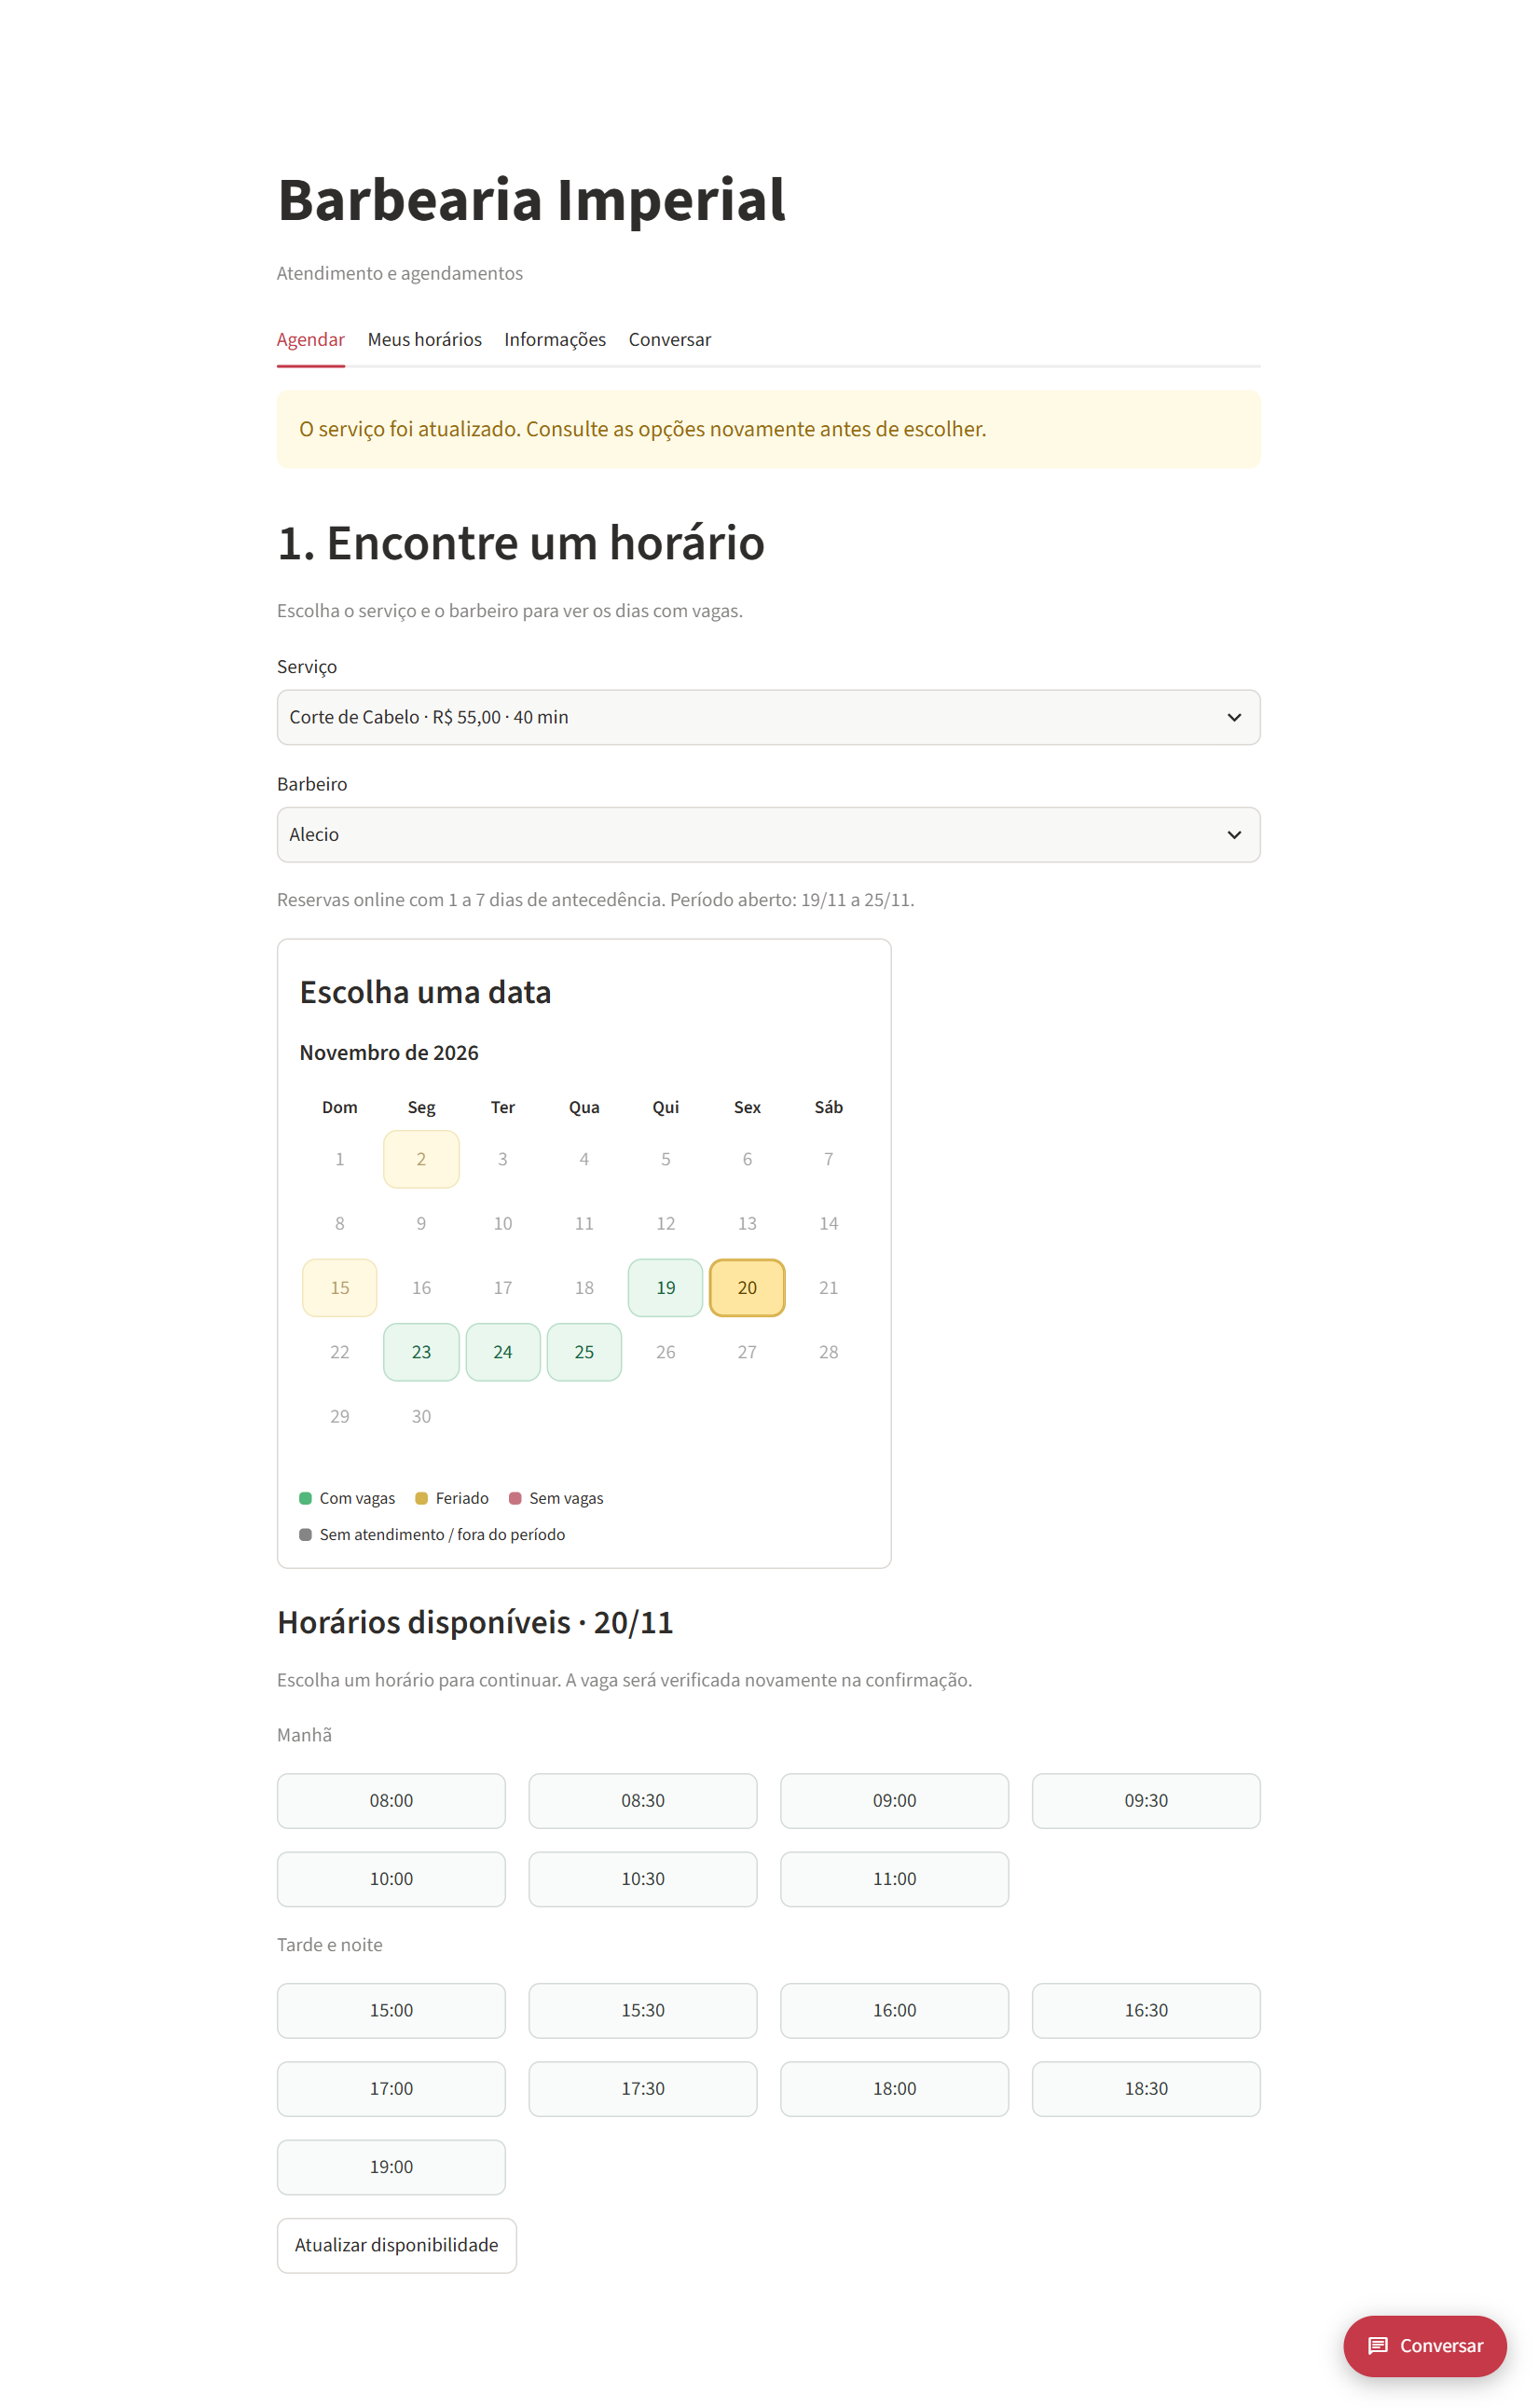 Barbearia Imperial
Atendimento e agendamentos
Agendar Meus horários Informações Conversar
O serviço foi atualizado. Consulte as opções novamente antes de escolher.
1. Encontre um horário
Escolha o serviço e o barbeiro para ver os dias com vagas.
Serviço
Corte de Cabelo · R$ 55,00 · 40 min
Barbeiro
Alecio
Reservas online com 1 a 7 dias de antecedência. Período aberto: 19/11 a 25/11.
Escolha uma data
Novembro de 2026
Dom Seg Ter Qua Qui Sex Sáb
1 2 3 4 5 6 7
8 9 10 11 12 13 14
15 16 17 18 19 20 21
22 23 24 25 26 27 28
29 30
Com vagas Feriado Sem vagas
Sem atendimento / fora do período
Horários disponíveis · 20/11
Escolha um horário para continuar. A vaga será verificada novamente na confirmação.
Manhã
08:00 08:30 09:00 09:30
10:00 10:30 11:00
Tarde e noite
15:00 15:30 16:00 16:30
17:00 17:30 18:00 18:30
19:00
Atualizar disponibilidade
Conversar